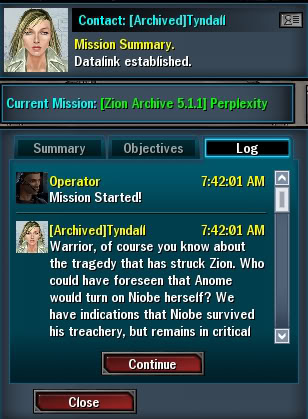 Contact: [Archived]Tyndall
Mission Summary.
Datalink established.
Current Mission: [Zion Archive 5.1.1] Perplexity
Summary Objectives Log
Operator 7:42:01 AM
Mission Started!
[Archived]Tyndall 7:42:01 AM
Warrior, of course you know about
the tragedy that has struck Zion. Who
could have foreseen that Anome
would turn on Niobe herself? We
have indications that Niobe survived
his treachery, but remains in critical
Continue
Close